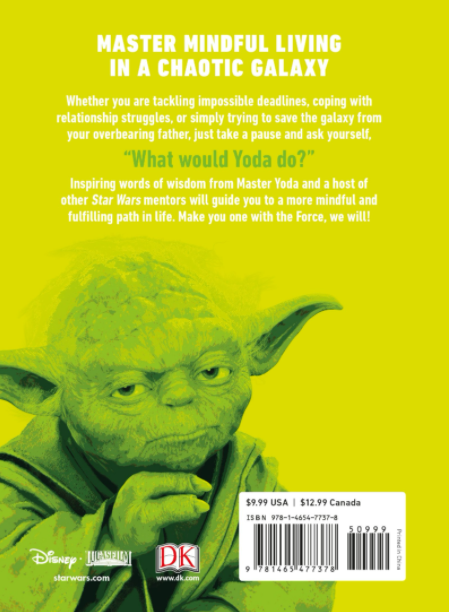 MASTER MINDFUL LIVING
IN A CHAOTIC GALAXY
Whether you are tackling impossible deadlines, coping with
relationship struggles, or simply trying to save the galaxy from
your overbearing father, just take a pause and ask yourself,
“What would Yoda do?”
Inspiring words of wisdom from Master Yoda and a host of
other Star Wars mentors will guide you to a more mindful and
fulfilling path in life. Make you one with the Force, we will!
$9.99 USA | $12.99 Canada
ISBN 978-1-4654-7737-8
50999
9 781465 477378
Printed in China
Disney · LUCASFILM
starwars.com
DK
www.dk.com